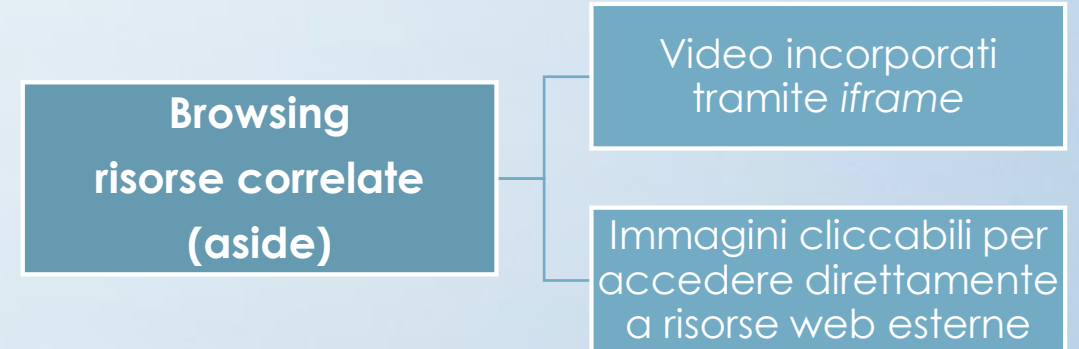 Browsing
risorse correlate
(aside)
Video incorporati
tramite iframe
Immagini cliccabili per
accedere direttamente
a risorse web esterne